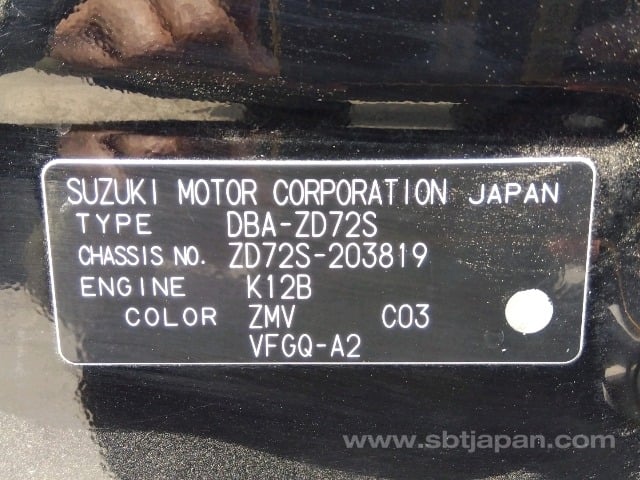 SUZUKI MOTOR CORPORATION JAPAN
TYPE DBA-ZD72S
CHASSIS NO. ZD72S-203819
ENGINE K12B
COLOR ZMV C03
VFGQ-A2
www.sbtjapan.com